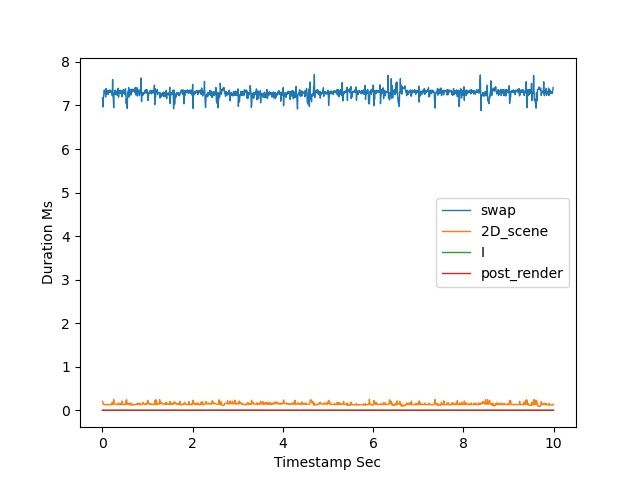 8
7
6
5
4
3
2
1
0
Duration Ms
swap
2D_scene
I
post_render
0 2 4 6 8 10
Timestamp Sec